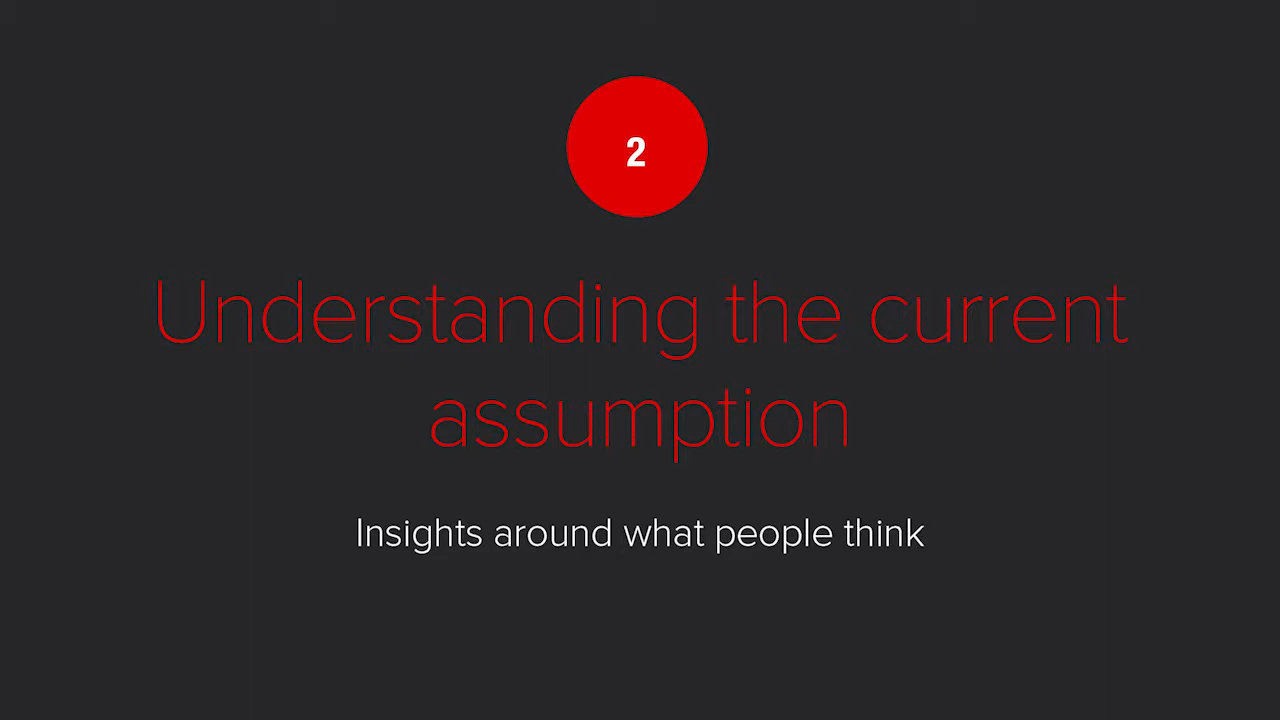 2
Understanding the current
assumption
Insights around what people think